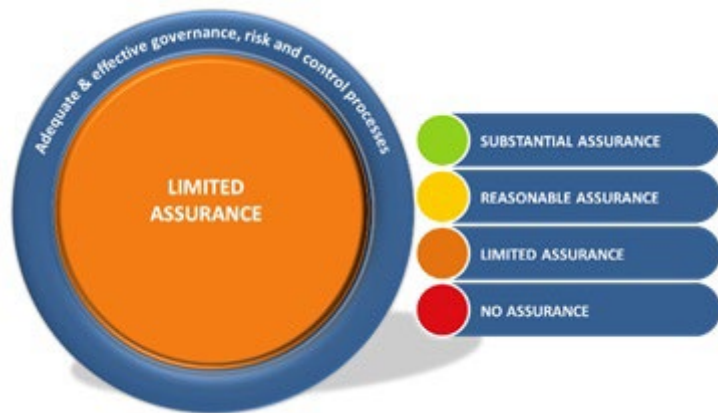 Adequate & effective governance, risk and control processes
LIMITED
ASSURANCE
SUBSTANTIAL ASSURANCE
REASONABLE ASSURANCE
LIMITED ASSURANCE
NO ASSURANCE